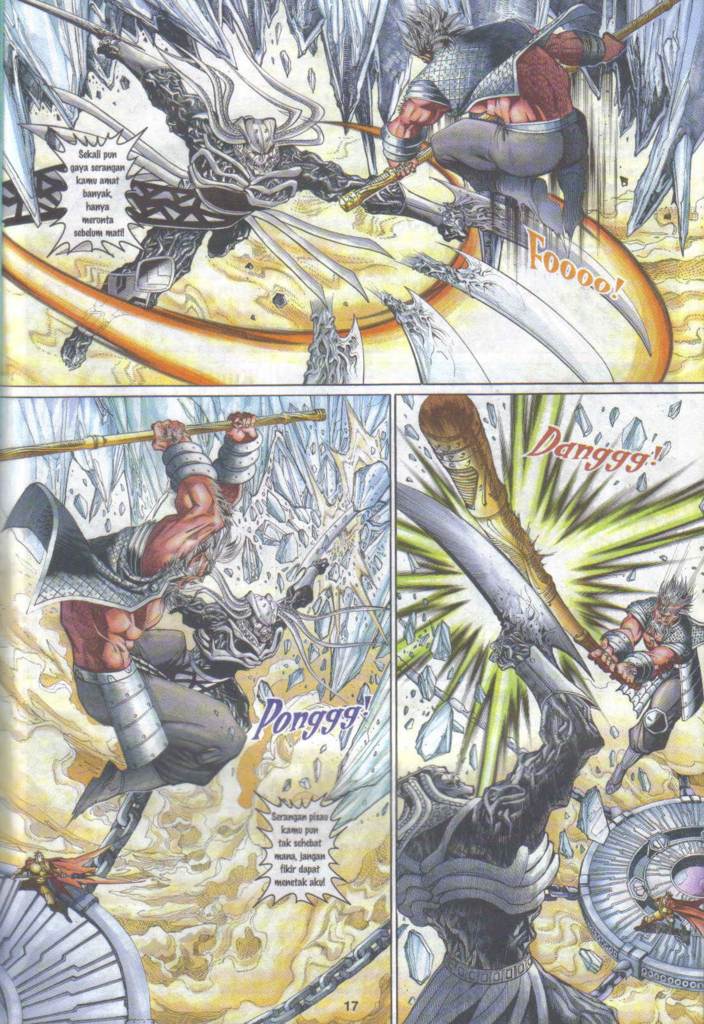 Sekali pun
gaya serangan
kamu amat
banyak,
hanya
meronta
sebelum mati!
Foooo!
Ponggg!
Serangan pisau
kamu pun
tak sehebat
mana, jangan
fikir dapat
menetak aku!
Danggg!
17